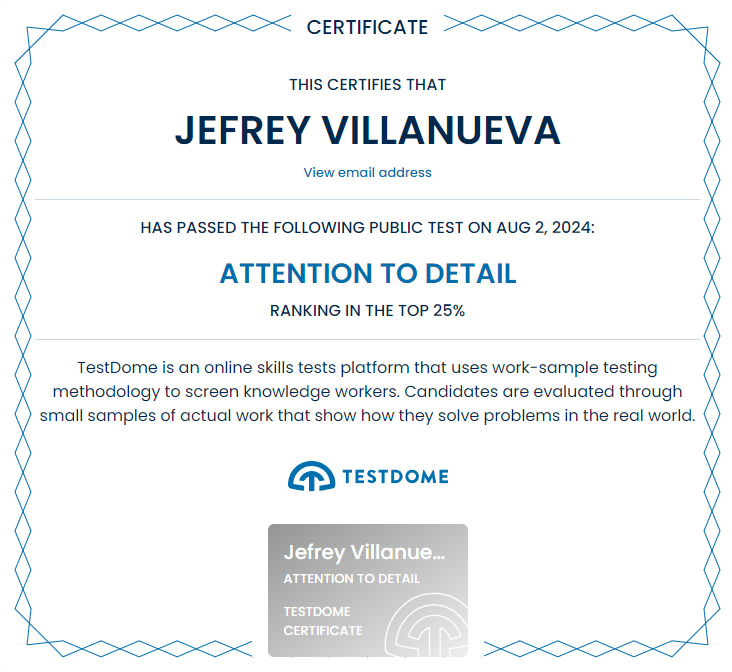 CERTIFICATE
THIS CERTIFIES THAT
JEFREY VILLANUEVA
View email address
HAS PASSED THE FOLLOWING PUBLIC TEST ON AUG 2, 2024:
ATTENTION TO DETAIL
RANKING IN THE TOP 25%
TestDome is an online skills tests platform that uses work-sample testing
methodology to screen knowledge workers. Candidates are evaluated through
small samples of actual work that show how they solve problems in the real world.
TESTDOME
Jefrey Villanue...
ATTENTION TO DETAIL
TESTDOME
CERTIFICATE